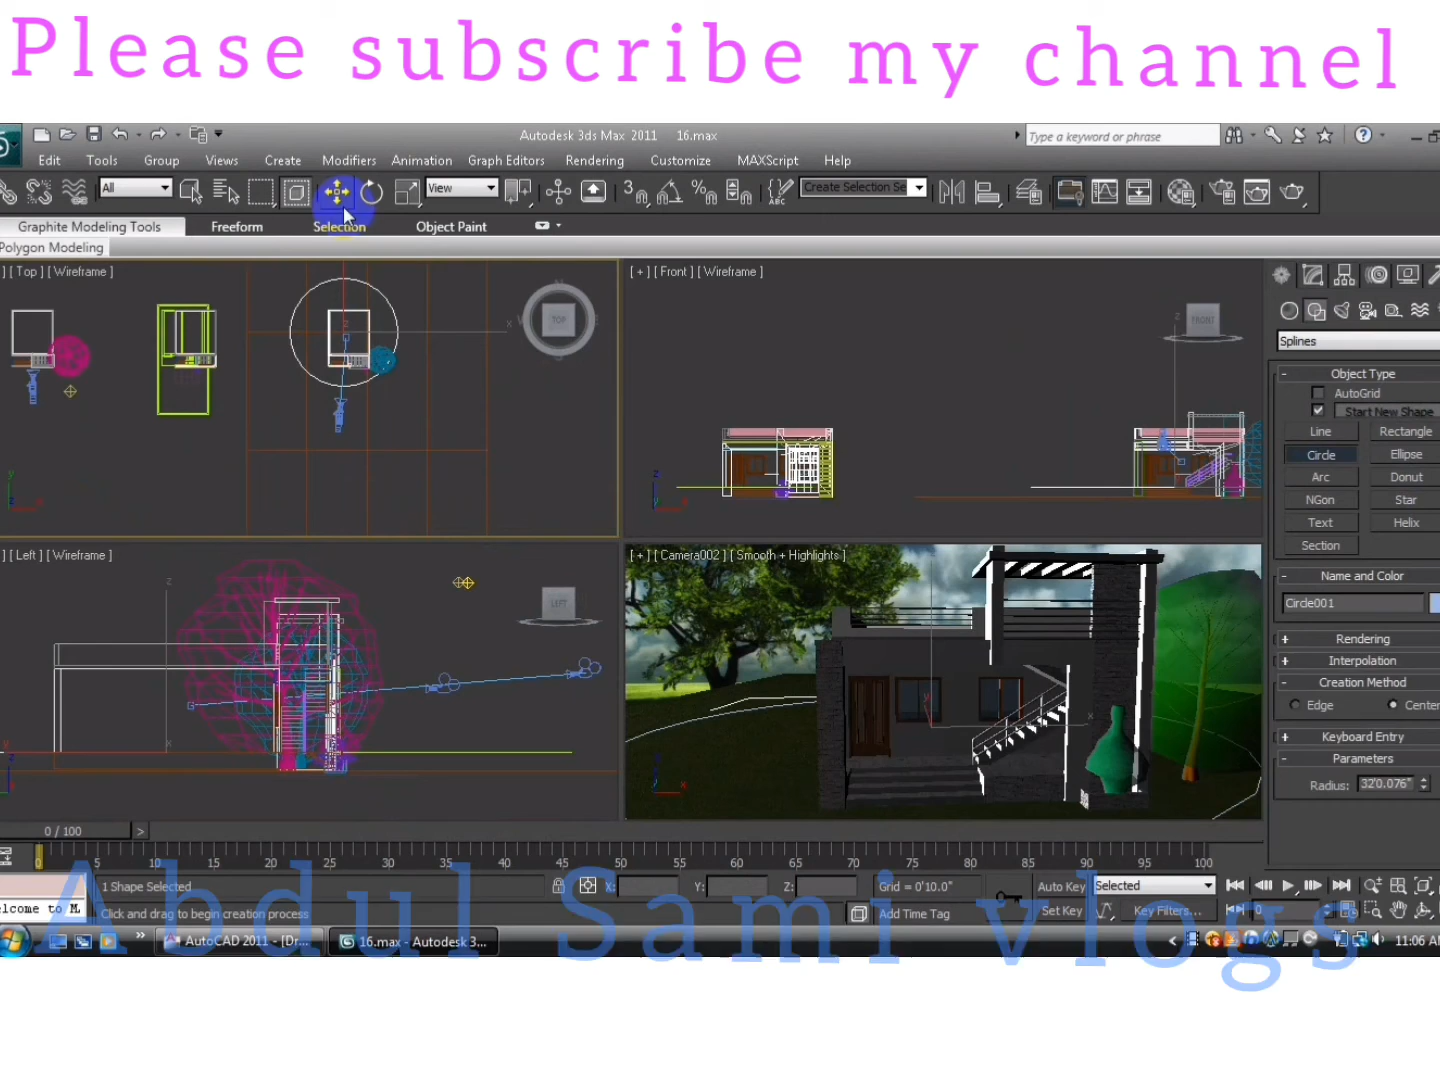 Please subscribe my channel
Autodesk 3ds Max 2011 16.max
Type a keyword or phrase
Edit Tools Group Views Create Modifiers Animation Graph Editors Rendering Customize MAXScript Help
All View Create Selection Se
Graphite Modeling Tools Freeform Selection Object Paint
Polygon Modeling
] [ Top ] [ Wireframe ]
[ + ] [ Front ] [ Wireframe ]
TOP
FRONT
Splines
- Object Type
AutoGrid
Start New Shape
Line Rectangle
Circle Ellipse
Arc Donut
NGon Star
Text Helix
Section
] [ Left ] [ Wireframe ]
[ + ] [ Camera002 ] [ Smooth + Highlights ]
LEFT
- Name and Color
Circle001
+ Rendering
+ Interpolation
- Creation Method
Edge Center
+ Keyboard Entry
- Parameters
Radius: 32'0.076"
0 / 100 >
0 5 10 15 20 25 30 35 40 45 50 55 60 65 70 75 80 85 90 95 100
1 Shape Selected X: Y: Z: Grid = 0'10.0" Auto Key Selected
elcome to M Click and drag to begin creation process Add Time Tag Set Key Key Filters... 0
Abdul Sami vlogs
AutoCAD 2011 - [Dr... 16.max - Autodesk 3... 11:06 AM